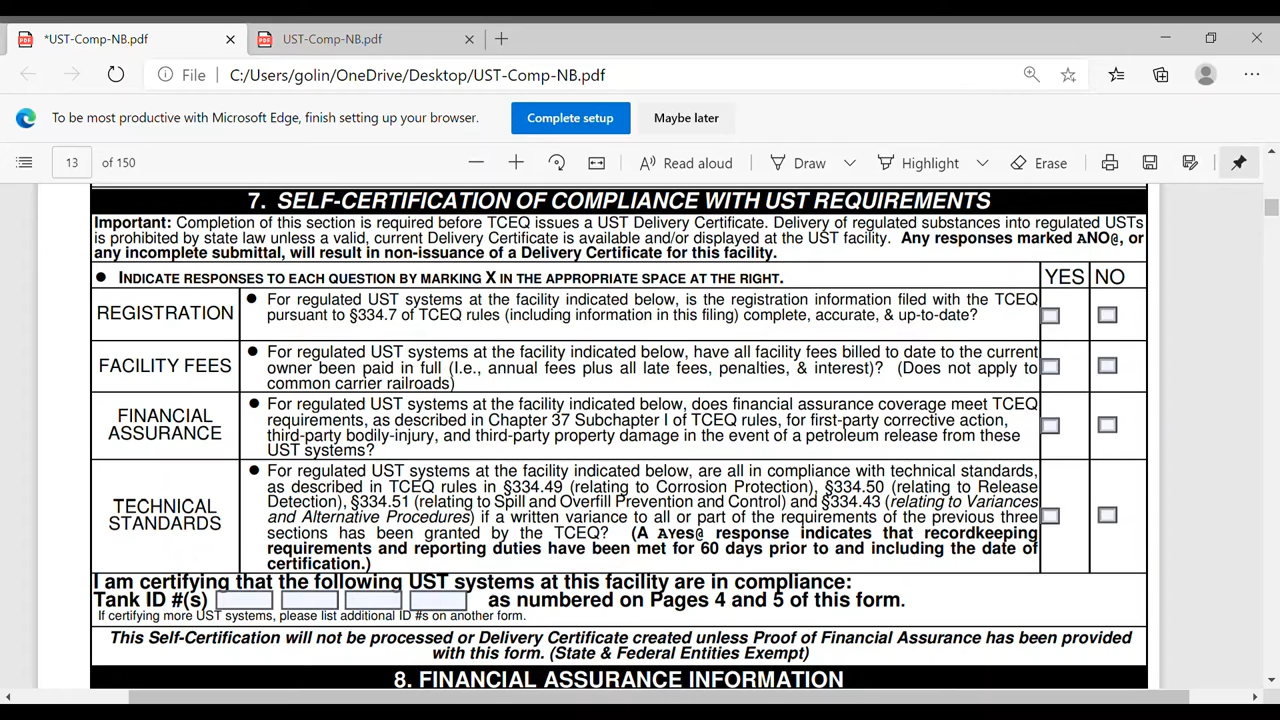 *UST-Comp-NB.pdf
UST-Comp-NB.pdf
File C:/Users/golin/OneDrive/Desktop/UST-Comp-NB.pdf
To be most productive with Microsoft Edge, finish setting up your browser. Complete setup Maybe later
13 of 150 Read aloud Draw Highlight Erase
7. SELF-CERTIFICATION OF COMPLIANCE WITH UST REQUIREMENTS
Important: Completion of this section is required before TCEQ issues a UST Delivery Certificate. Delivery of regulated substances into regulated USTs
is prohibited by state law unless a valid, current Delivery Certificate is available and/or displayed at the UST facility. Any responses marked ΑNO@, or
any incomplete submittal, will result in non-issuance of a Delivery Certificate for this facility.
● INDICATE RESPONSES TO EACH QUESTION BY MARKING X IN THE APPROPRIATE SPACE AT THE RIGHT. YES NO
REGISTRATION
● For regulated UST systems at the facility indicated below, is the registration information filed with the TCEQ
pursuant to §334.7 of TCEQ rules (including information in this filing) complete, accurate, & up-to-date?
FACILITY FEES
● For regulated UST systems at the facility indicated below, have all facility fees billed to date to the current
owner been paid in full (I.e., annual fees plus all late fees, penalties, & interest)? (Does not apply to
common carrier railroads)
FINANCIAL
ASSURANCE
● For regulated UST systems at the facility indicated below, does financial assurance coverage meet TCEQ
requirements, as described in Chapter 37 Subchapter I of TCEQ rules, for first-party corrective action,
third-party bodily-injury, and third-party property damage in the event of a petroleum release from these
UST systems?
TECHNICAL
STANDARDS
● For regulated UST systems at the facility indicated below, are all in compliance with technical standards,
as described in TCEQ rules in §334.49 (relating to Corrosion Protection), §334.50 (relating to Release
Detection), §334.51 (relating to Spill and Overfill Prevention and Control) and §334.43 (relating to Variances
and Alternative Procedures) if a written variance to all or part of the requirements of the previous three
sections has been granted by the TCEQ? (A Αyes@ response indicates that recordkeeping
requirements and reporting duties have been met for 60 days prior to and including the date of
certification.)
I am certifying that the following UST systems at this facility are in compliance:
Tank ID #(s) as numbered on Pages 4 and 5 of this form.
If certifying more UST systems, please list additional ID #s on another form.
This Self-Certification will not be processed or Delivery Certificate created unless Proof of Financial Assurance has been provided
with this form. (State & Federal Entities Exempt)
8. FINANCIAL ASSURANCE INFORMATION